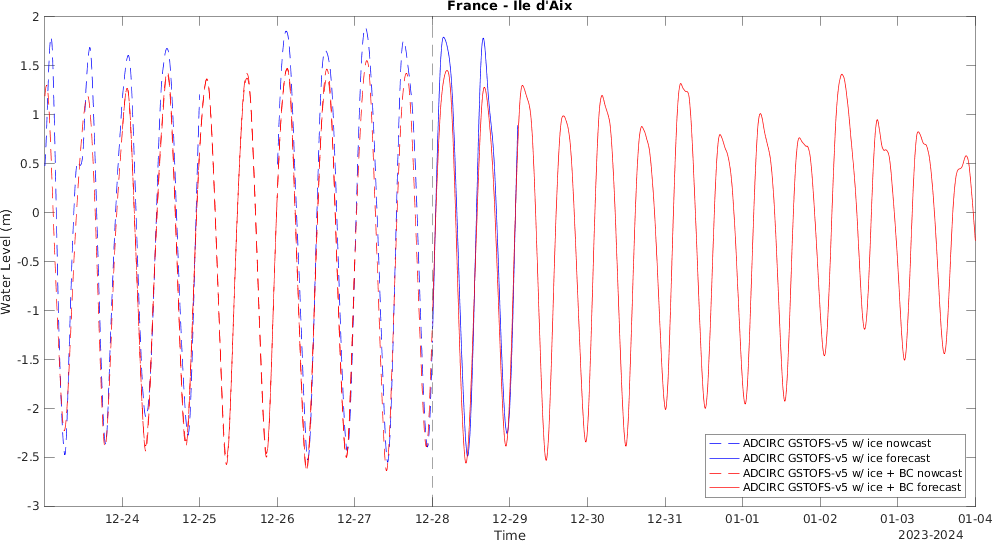 France - Ile d'Aix
2
1.5
1
0.5
0
-0.5
-1
-1.5
-2
-2.5
-3
Water Level (m)
ADCIRC GSTOFS-v5 w/ ice nowcast
ADCIRC GSTOFS-v5 w/ ice forecast
ADCIRC GSTOFS-v5 w/ ice + BC nowcast
ADCIRC GSTOFS-v5 w/ ice + BC forecast
12-24 12-25 12-26 12-27 12-28 12-29 12-30 12-31 01-01 01-02 01-03 01-04
Time
2023-2024